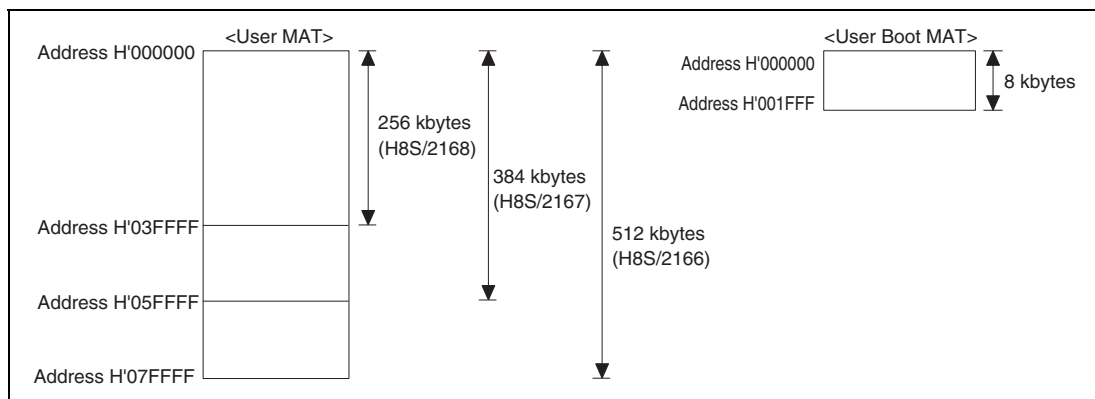 <User MAT>
Address H'000000
256 kbytes
(H8S/2168)
384 kbytes
(H8S/2167)
512 kbytes
(H8S/2166)
Address H'03FFFF
Address H'05FFFF
Address H'07FFFF
<User Boot MAT>
Address H'000000
8 kbytes
Address H'001FFF